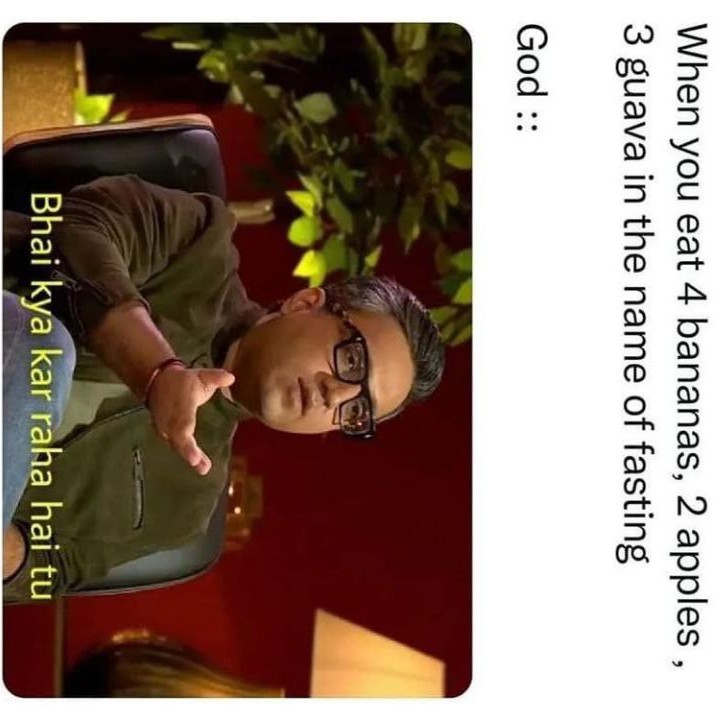 When you eat 4 bananas, 2 apples ,
3 guava in the name of fasting
God ::
Bhai kya kar raha hai tu